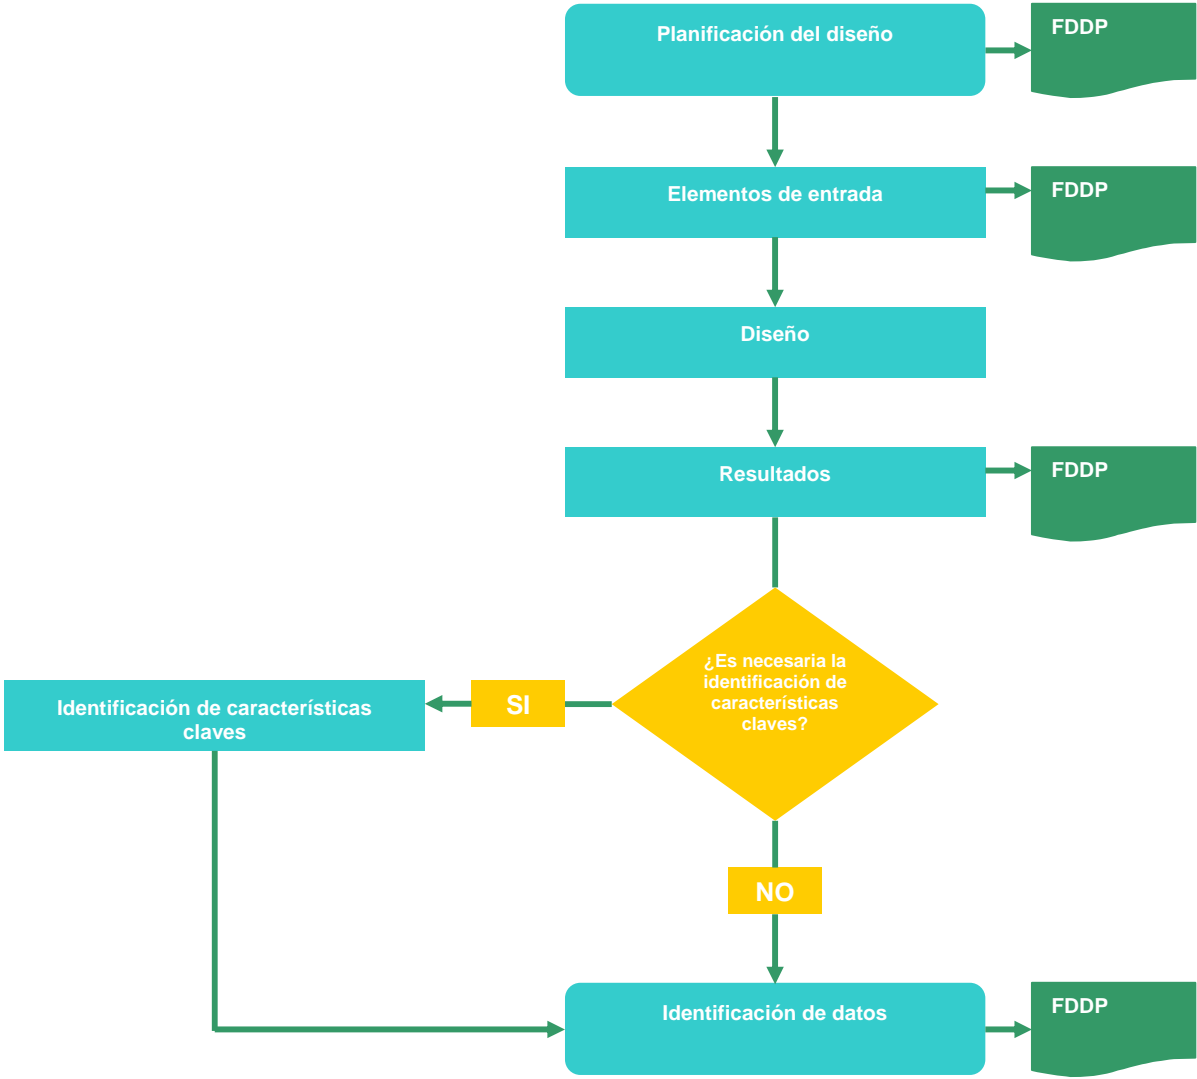 Planificación del diseño
FDDP
Elementos de entrada
FDDP
Diseño
Resultados
FDDP
¿Es necesaria la
identificación de
características
claves?
SI
Identificación de características
claves
NO
Identificación de datos
FDDP